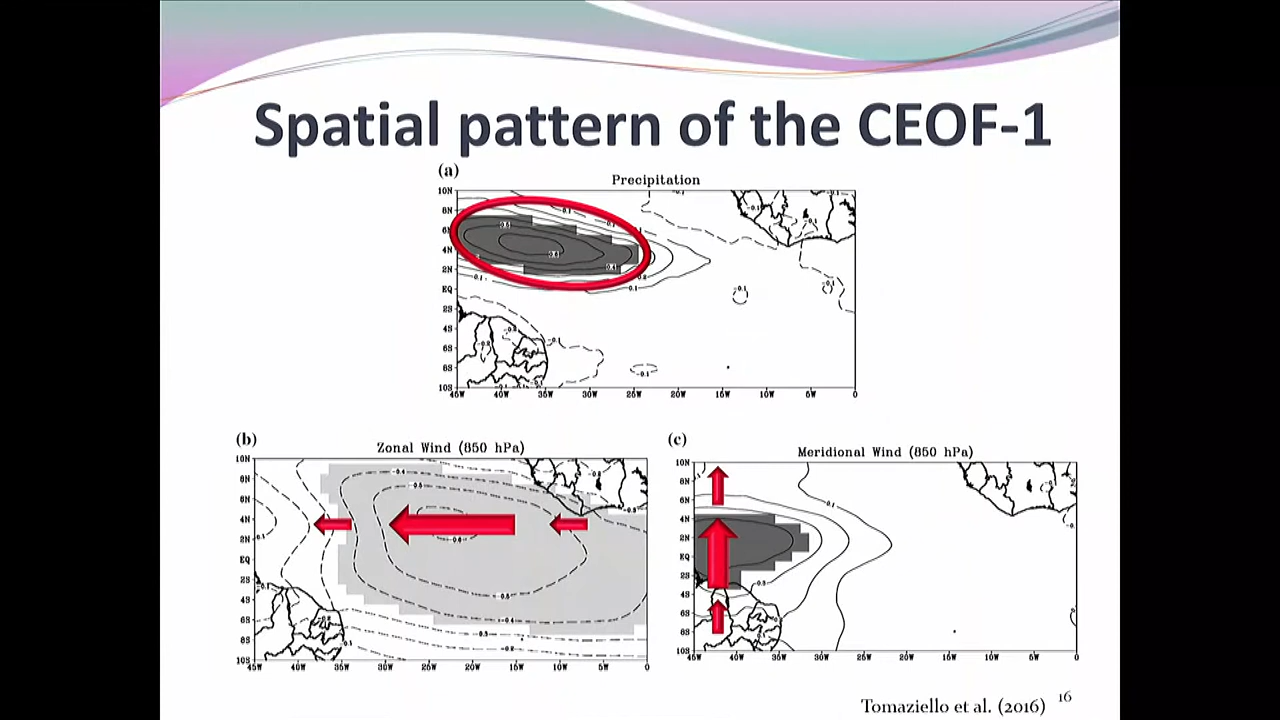 Spatial pattern of the CEOF-1
(a)
Precipitation
10N
8N
6N
4N
2N
EQ
2S
4S
6S
8S
10S
45W 40W 35W 30W 25W 20W 15W 10W 5W 0
(b)
Zonal Wind (850 hPa)
10N
8N
6N
4N
2N
EQ
2S
4S
6S
8S
10S
45W 40W 35W 30W 25W 20W 15W 10W 5W 0
(c)
Meridional Wind (850 hPa)
10N
8N
6N
4N
2N
EQ
2S
4S
6S
8S
10S
45W 40W 35W 30W 25W 20W 15W 10W 5W 0
Tomaziello et al. (2016)
16